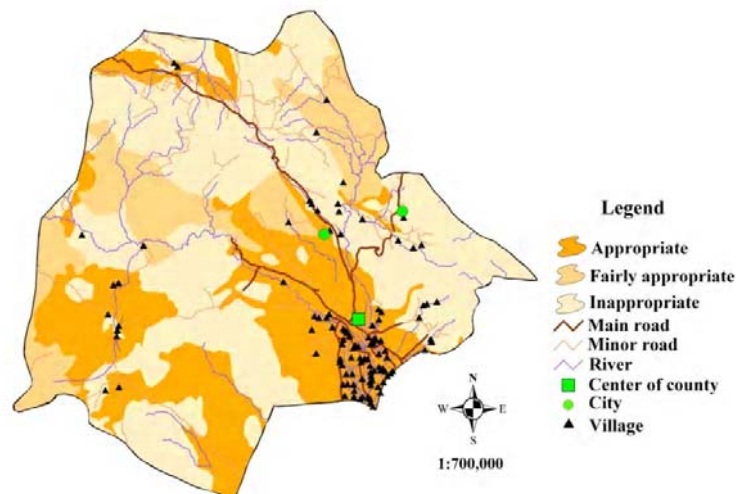 Legend
Appropriate
Fairly appropriate
Inappropriate
Main road
Minor road
River
Center of county
City
Village
N
W E
S
1:700,000